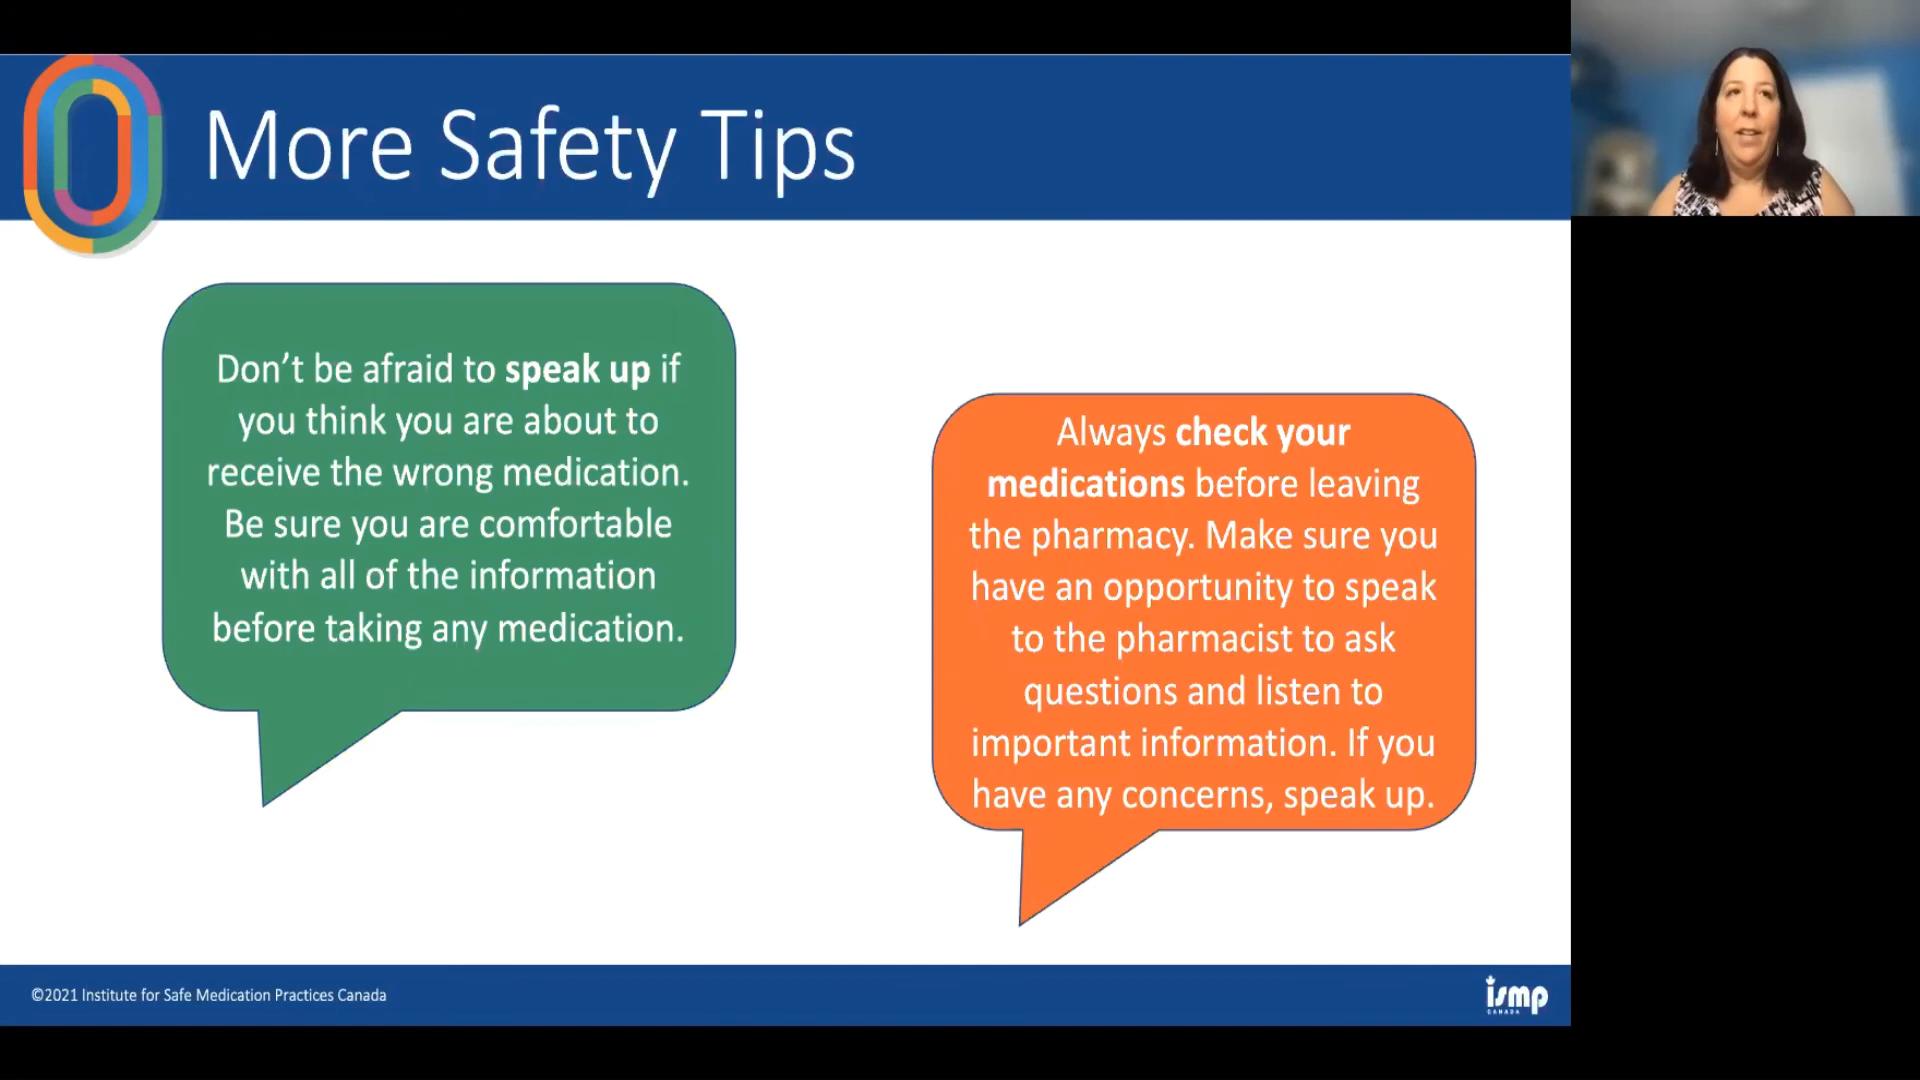 More Safety Tips
Don’t be afraid to speak up if
you think you are about to
receive the wrong medication.
Be sure you are comfortable
with all of the information
before taking any medication.
Always check your
medications before leaving
the pharmacy. Make sure you
have an opportunity to speak
to the pharmacist to ask
questions and listen to
important information. If you
have any concerns, speak up.
©2021 Institute for Safe Medication Practices Canada
ismp
CANADA